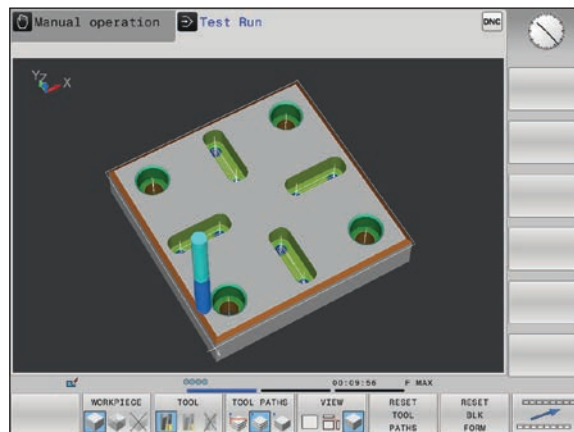 Manual operation
Test Run
DNC
Y Z X
00:09:56 F MAX
WORKPIECE
TOOL
TOOL PATHS
VIEW
RESET TOOL PATHS
RESET BLK FORM